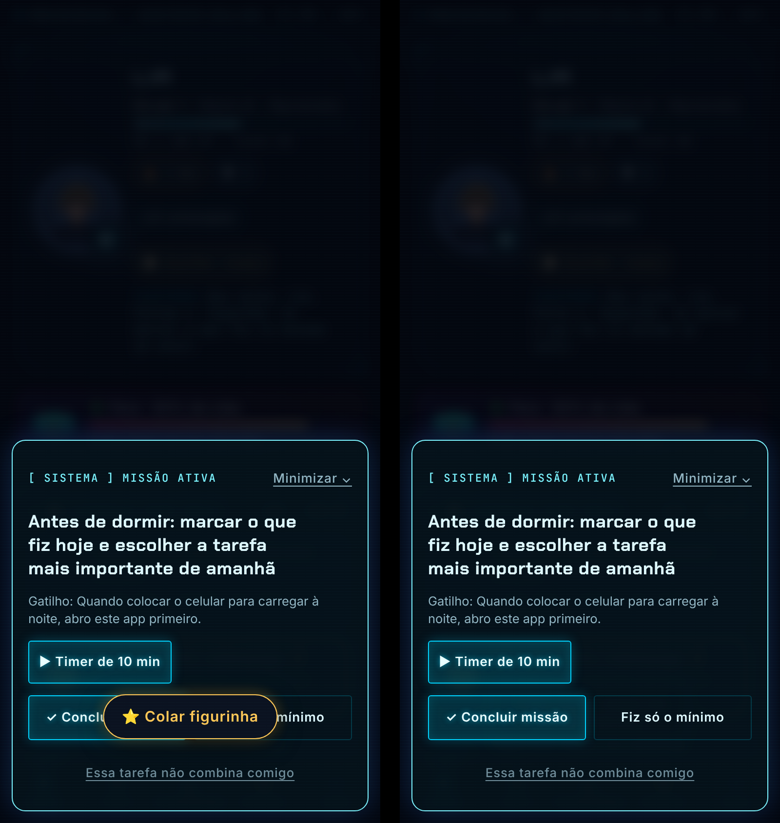 [ SISTEMA ] MISSÃO ATIVA
Minimizar
Antes de dormir: marcar o que
fiz hoje e escolher a tarefa
mais importante de amanhã
Gatilho: Quando colocar o celular para carregar à
noite, abro este app primeiro.
▶ Timer de 10 min
✓ Conclu
⭐ Colar figurinha
mínimo
Essa tarefa não combina comigo
[ SISTEMA ] MISSÃO ATIVA
Minimizar
Antes de dormir: marcar o que
fiz hoje e escolher a tarefa
mais importante de amanhã
Gatilho: Quando colocar o celular para carregar à
noite, abro este app primeiro.
▶ Timer de 10 min
✓ Concluir missão
Fiz só o mínimo
Essa tarefa não combina comigo